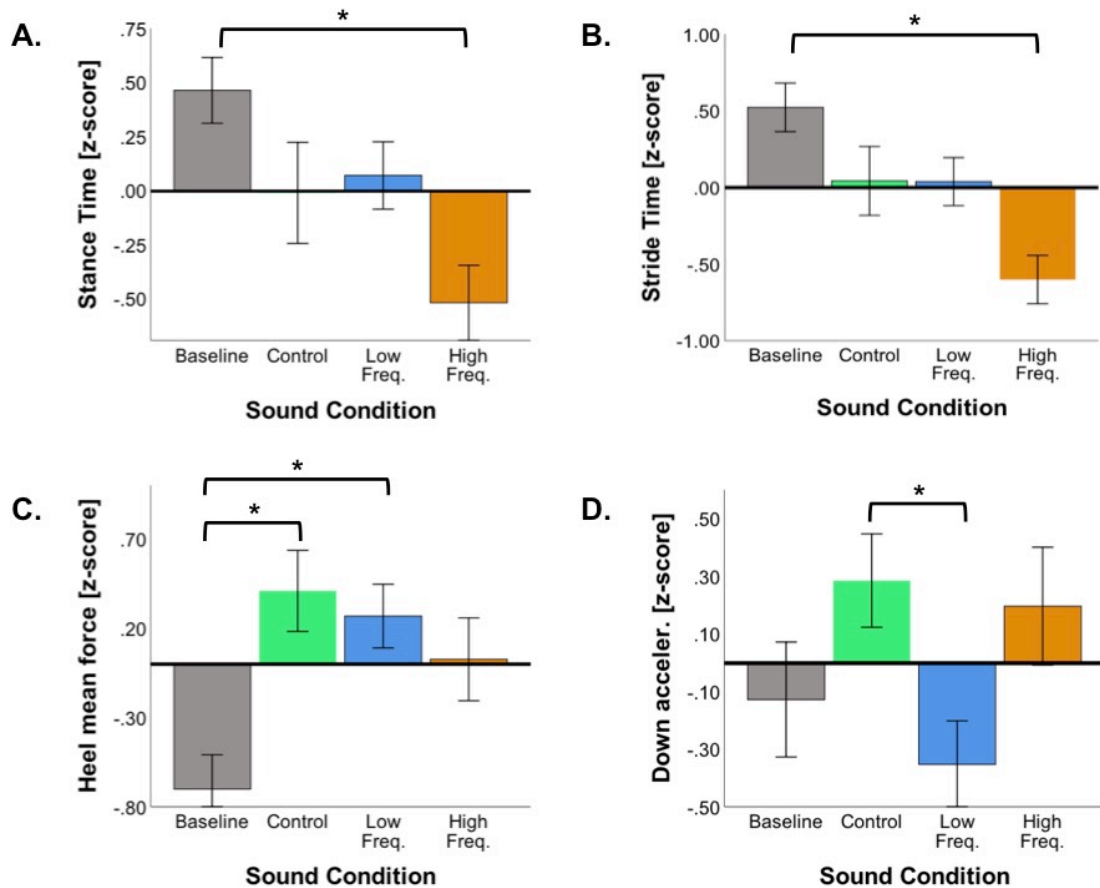 A.
*
.75
.50
.25
.00
-.25
-.50
Stance Time [z-score]
Baseline Control Low Freq. High Freq.
Sound Condition
B.
*
1.00
.50
.00
-.50
-1.00
Stride Time [z-score]
Baseline Control Low Freq. High Freq.
Sound Condition
C.
*
*
.70
.20
-.30
-.80
Heel mean force [z-score]
Baseline Control Low Freq. High Freq.
Sound Condition
D.
*
.50
.30
.10
-.10
-.30
-.50
Down acceler. [z-score]
Baseline Control Low Freq. High Freq.
Sound Condition